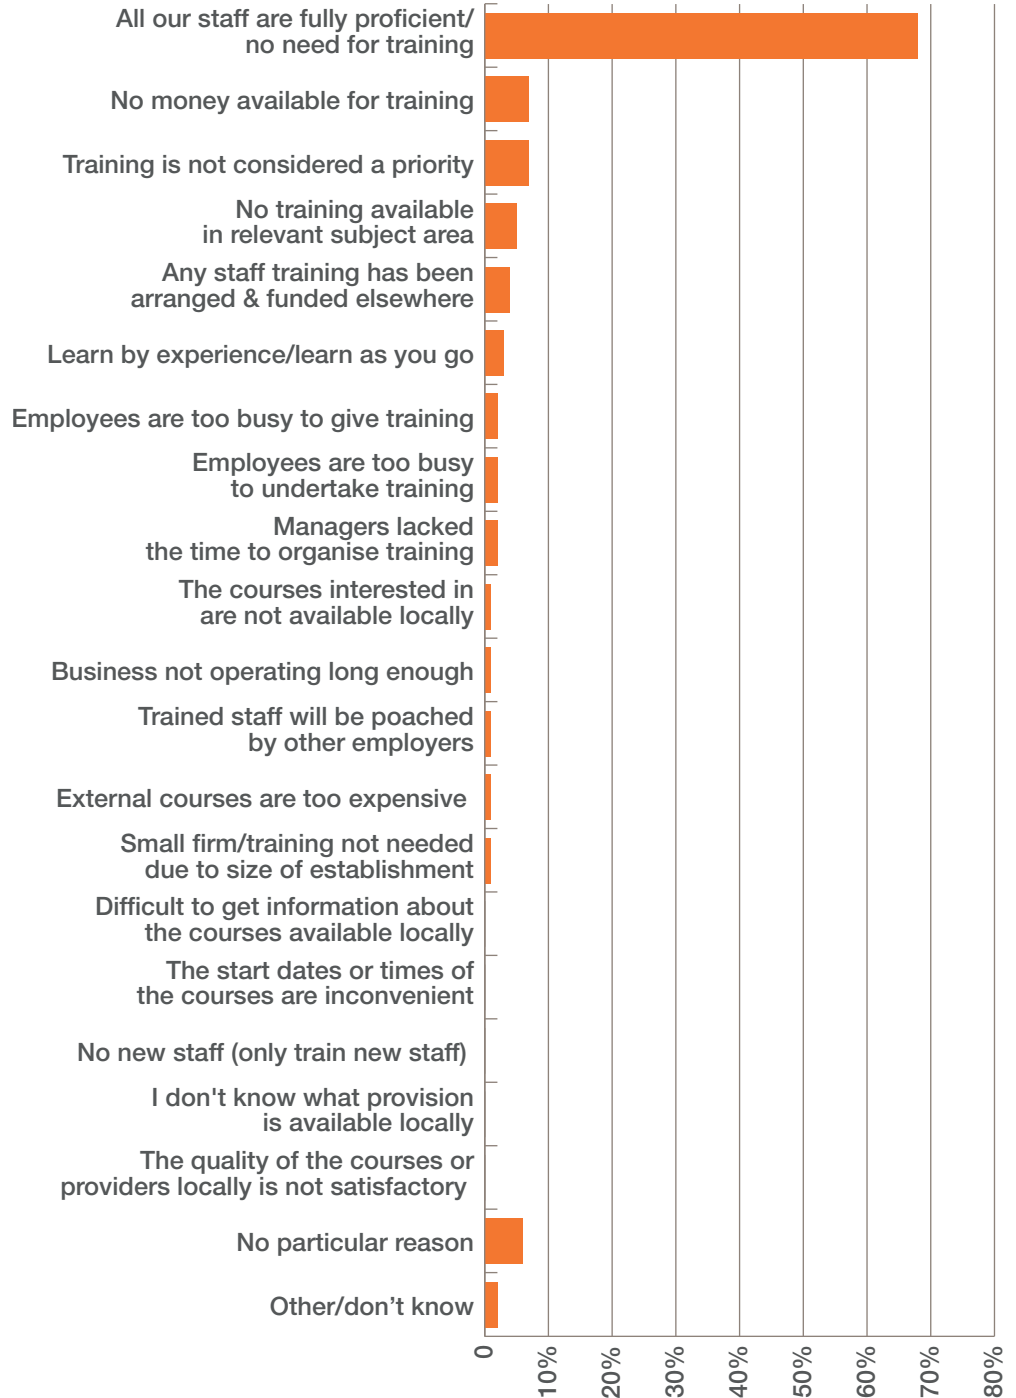 All our staff are fully proficient/
no need for training
No money available for training
Training is not considered a priority
No training available
in relevant subject area
Any staff training has been
arranged & funded elsewhere
Learn by experience/learn as you go
Employees are too busy to give training
Employees are too busy
to undertake training
Managers lacked
the time to organise training
The courses interested in
are not available locally
Business not operating long enough
Trained staff will be poached
by other employers
External courses are too expensive
Small firm/training not needed
due to size of establishment
Difficult to get information about
the courses available locally
The start dates or times of
the courses are inconvenient
No new staff (only train new staff)
I don't know what provision
is available locally
The quality of the courses or
providers locally is not satisfactory
No particular reason
Other/don’t know
0
10%
20%
30%
40%
50%
60%
70%
80%